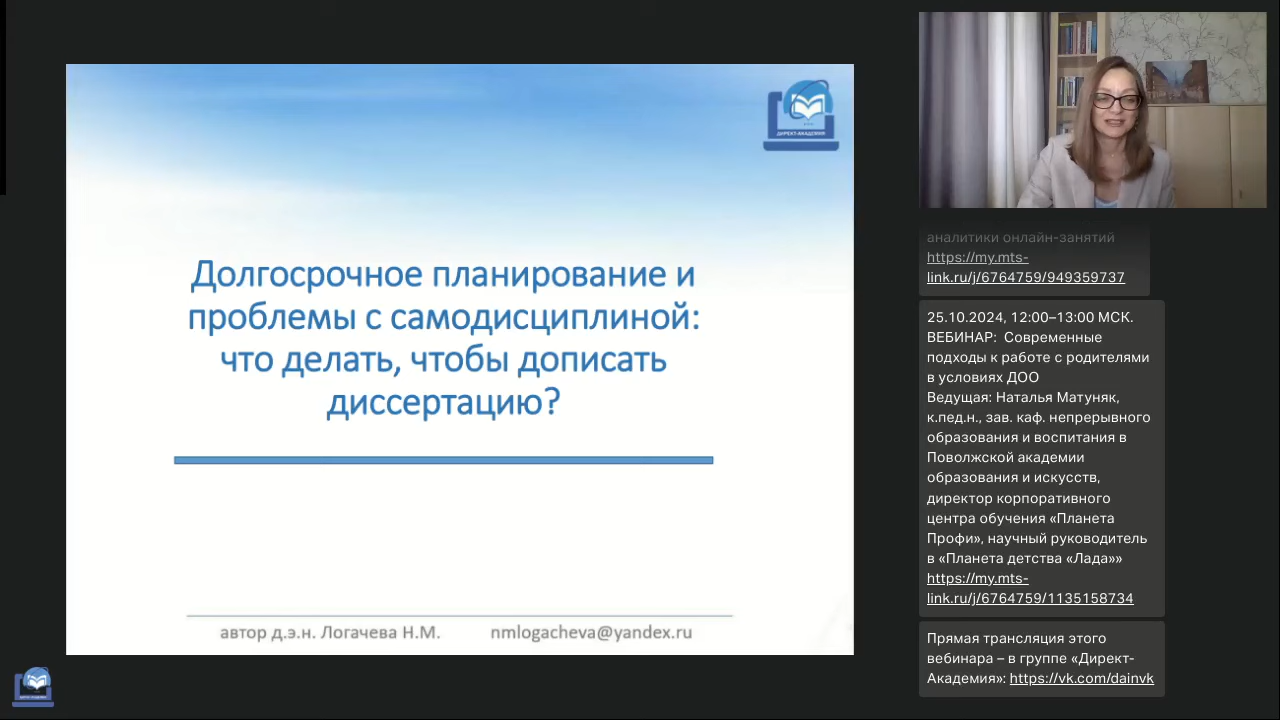 ДИРЕКТ-АКАДЕМИЯ
Долгосрочное планирование и
проблемы с самодисциплиной:
что делать, чтобы дописать
диссертацию?
автор д.э.н. Логачева Н.М. nmlogacheva@yandex.ru
аналитики онлайн-занятий
https://my.mts-
link.ru/j/6764759/949359737
25.10.2024, 12:00–13:00 МСК.
ВЕБИНАР: Современные
подходы к работе с родителями
в условиях ДОО
Ведущая: Наталья Матуняк,
к.пед.н., зав. каф. непрерывного
образования и воспитания в
Поволжской академии
образования и искусств,
директор корпоративного
центра обучения «Планета
Профи», научный руководитель
в «Планета детства «Лада»»
https://my.mts-
link.ru/j/6764759/1135158734
Прямая трансляция этого
вебинара – в группе «Директ-
Академия»: https://vk.com/dainvk